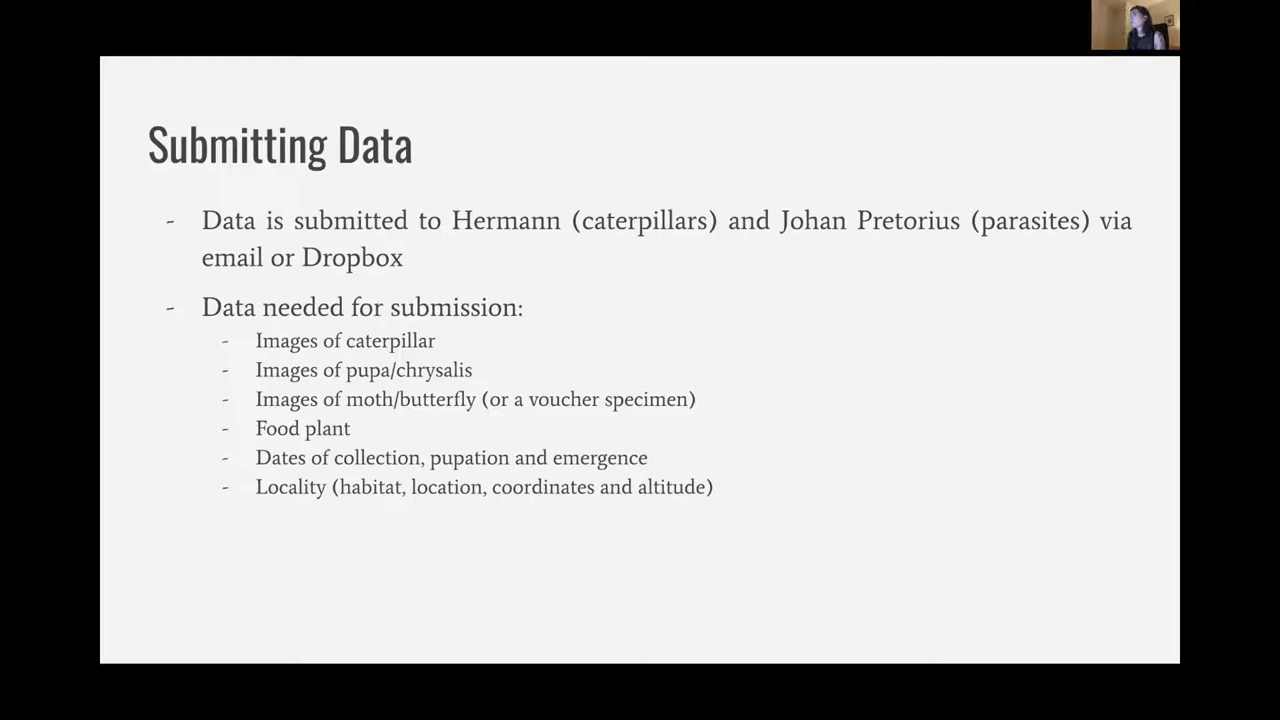 Submitting Data
- Data is submitted to Hermann (caterpillars) and Johan Pretorius (parasites) via
email or Dropbox
- Data needed for submission:
- Images of caterpillar
- Images of pupa/chrysalis
- Images of moth/butterfly (or a voucher specimen)
- Food plant
- Dates of collection, pupation and emergence
- Locality (habitat, location, coordinates and altitude)